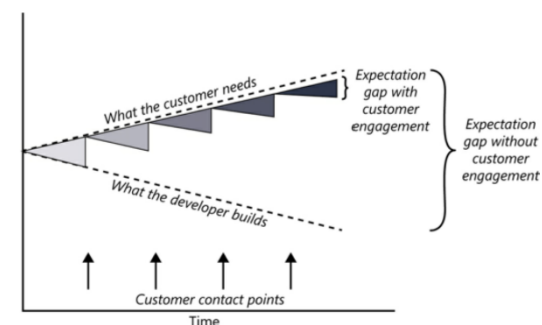 What the customer needs
Expectation
gap with
customer
engagement
Expectation
gap without
customer
engagement
What the developer builds
Customer contact points
Time